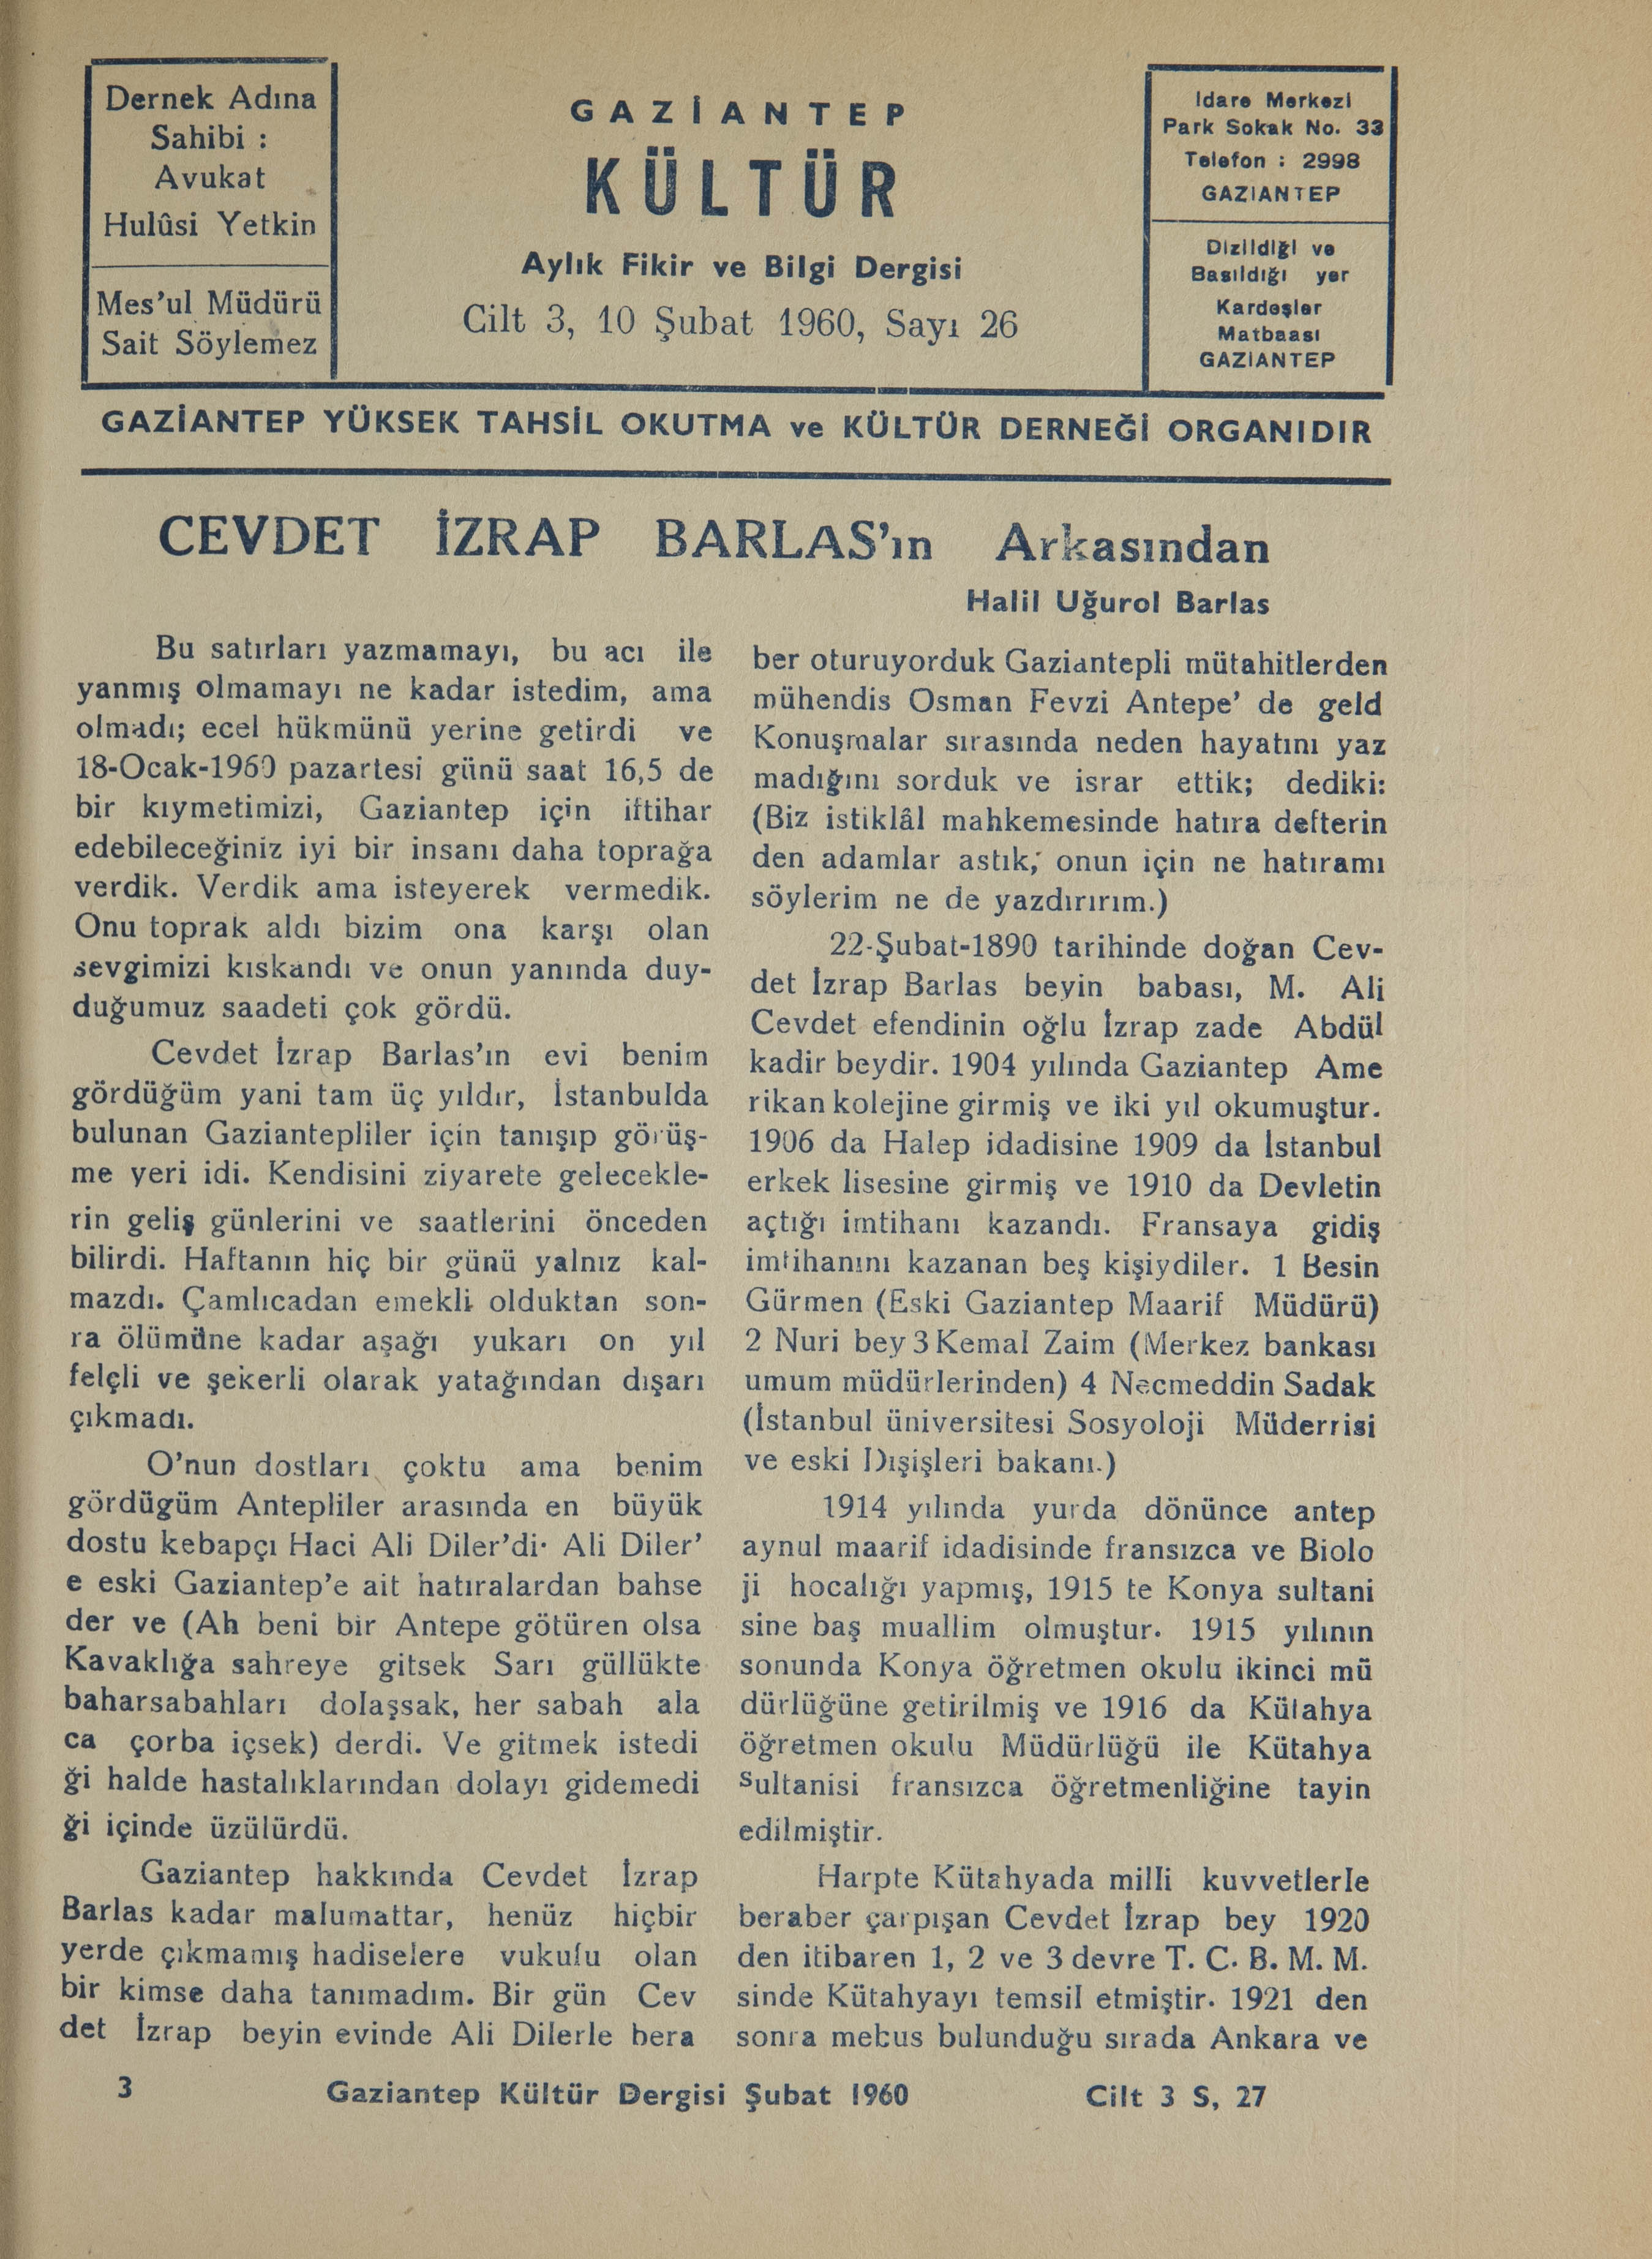 Dernek Adına
Sahibi :
Avukat
Hulûsi Yetkin
Mes'ul Müdürü
Sait Söylemez
GAZİANTEP
KÜLTÜR
Aylık Fikir ve Bilgi Dergisi
Cilt 3, 10 Şubat 1960, Sayı 26
Idare Merkezi
Park Sokak No. 33
Telefon : 2998
GAZIANTEP
Dizildiği ve
Basıldığı yer
Kardeşler
Matbaası
GAZIANTEP
GAZİANTEP YÜKSEK TAHSİL OKUTMA ve KÜLTÜR DERNEĞİ ORGANIDIR
CEVDET İZRAP BARLAS'ın Arkasından
Halil Uğurol Barlas
Bu satırları yazmamayı, bu acı ile
yanmış olmamayı ne kadar istedim, ama
olmadı; ecel hükmünü yerine getirdi ve
18-Ocak-1960 pazartesi günü saat 16,5 de
bir kıymetimizi, Gaziantep için iftihar
edebileceğiniz iyi bir insanı daha toprağa
verdik. Verdik ama isteyerek vermedik.
Onu toprak aldı bizim ona karşı olan
sevgimizi kıskandı ve onun yanında duy-
duğumuz saadeti çok gördü.
Cevdet İzrap Barlas'ın evi benim
gördüğüm yani tam üç yıldır, İstanbulda
bulunan Gaziantepliler için tanışıp görüş-
me yeri idi. Kendisini ziyarete gelecekle-
rin geliş günlerini ve saatlerini önceden
bilirdi. Haftanın hiç bir günü yalnız kal-
mazdı. Çamlıcadan emekli olduktan son-
ra ölümüne kadar aşağı yukarı on yıl
felçli ve şekerli olarak yatağından dışarı
çıkmadı.
O'nun dostları çoktu ama benim
gördügüm Antepliler arasında en büyük
dostu kebapçı Haci Ali Diler'di. Ali Diler'
e eski Gaziantep'e ait hatıralardan bahse
der ve (Ah beni bir Antepe götüren olsa
Kavaklığa sahreye gitsek Sarı güllükte
baharsabahları dolaşsak, her sabah ala
ca çorba içsek) derdi. Ve gitmek istedi
ği halde hastalıklarından dolayı gidemedi
ği içinde üzülürdü.
Gaziantep hakkında Cevdet İzrap
Barlas kadar malumattar, henüz hiçbir
yerde çıkmamış hadiselere vukufu olan
bir kimse daha tanımadım. Bir gün Cev
det İzrap beyin evinde Ali Dilerle bera
ber oturuyorduk Gaziantepli mütahitlerden
mühendis Osman Fevzi Antepe' de geld
Konuşmalar sırasında neden hayatını yaz
madığını sorduk ve israr ettik; dediki:
(Biz istiklâl mahkemesinde hatıra defterin
den adamlar astık; onun için ne hatıramı
söylerim ne de yazdırırım.)
22-Şubat-1890 tarihinde doğan Cev-
det İzrap Barlas beyin babası, M. Ali
Cevdet efendinin oğlu İzrap zade Abdül
kadir beydir. 1904 yılında Gaziantep Ame
rikan kolejine girmiş ve iki yıl okumuştur.
1906 da Halep idadisine 1909 da İstanbul
erkek lisesine girmiş ve 1910 da Devletin
açtığı imtihanı kazandı. Fransaya gidiş
imtihanını kazanan beş kişiydiler. 1 Besin
Gürmen (Eski Gaziantep Maarif Müdürü)
2 Nuri bey 3 Kemal Zaim (Merkez bankası
umum müdürlerinden) 4 Necmeddin Sadak
(İstanbul üniversitesi Sosyoloji Müderrisi
ve eski Dışişleri bakanı.)
1914 yılında yurda dönünce antep
aynul maarif idadisinde fransızca ve Biolo
ji hocalığı yapmış, 1915 te Konya sultani
sine baş muallim olmuştur. 1915 yılının
sonunda Konya öğretmen okulu ikinci mü
dürlüğüne getirilmiş ve 1916 da Kütahya
öğretmen okulu Müdürlüğü ile Kütahya
sultanisi fransızca öğretmenliğine tayin
edilmiştir.
Harpte Kütahyada milli kuvvetlerle
beraber çarpışan Cevdet İzrap bey 1920
den itibaren 1, 2 ve 3 devre T. C. B. M. M.
sinde Kütahyayı temsil etmiştir. 1921 den
sonra mebus bulunduğu sırada Ankara ve
3 Gaziantep Kültür Dergisi Şubat 1960 Cilt 3 S, 27